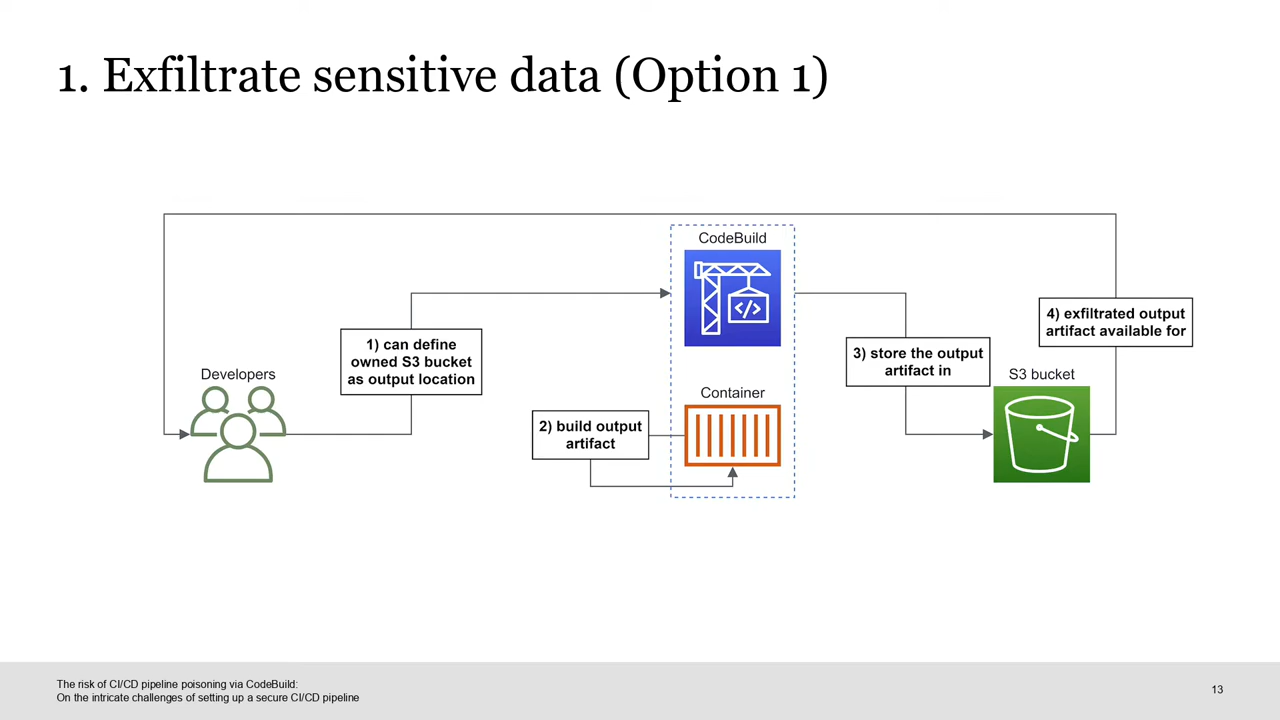 1. Exfiltrate sensitive data (Option 1)
CodeBuild
4) exfiltrated output
artifact available for
1) can define
owned S3 bucket
as output location
3) store the output
artifact in
Developers
S3 bucket
Container
2) build output
artifact
The risk of CI/CD pipeline poisoning via CodeBuild:
On the intricate challenges of setting up a secure CI/CD pipeline
13